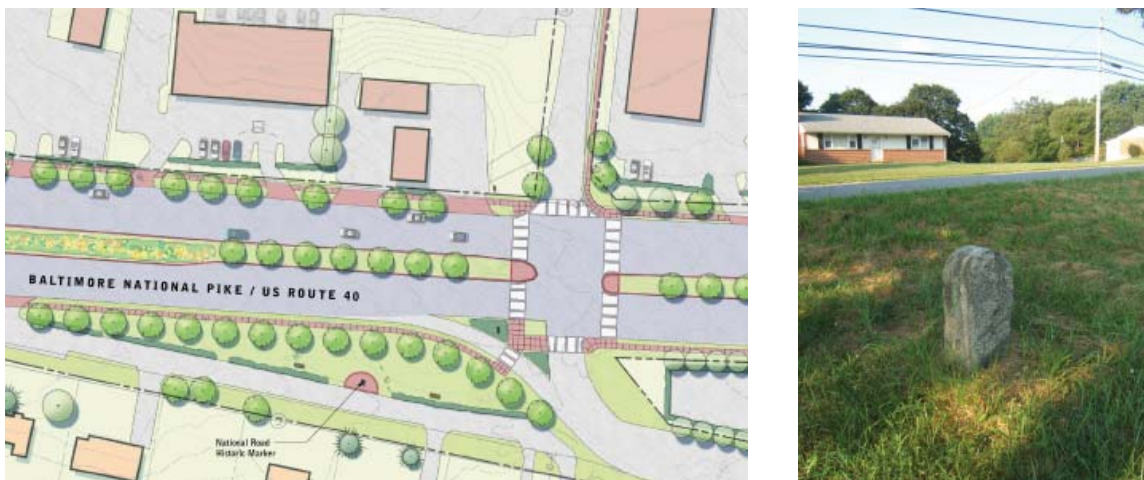 BALTIMORE NATIONAL PIKE / US ROUTE 40
National Road
Historic Marker